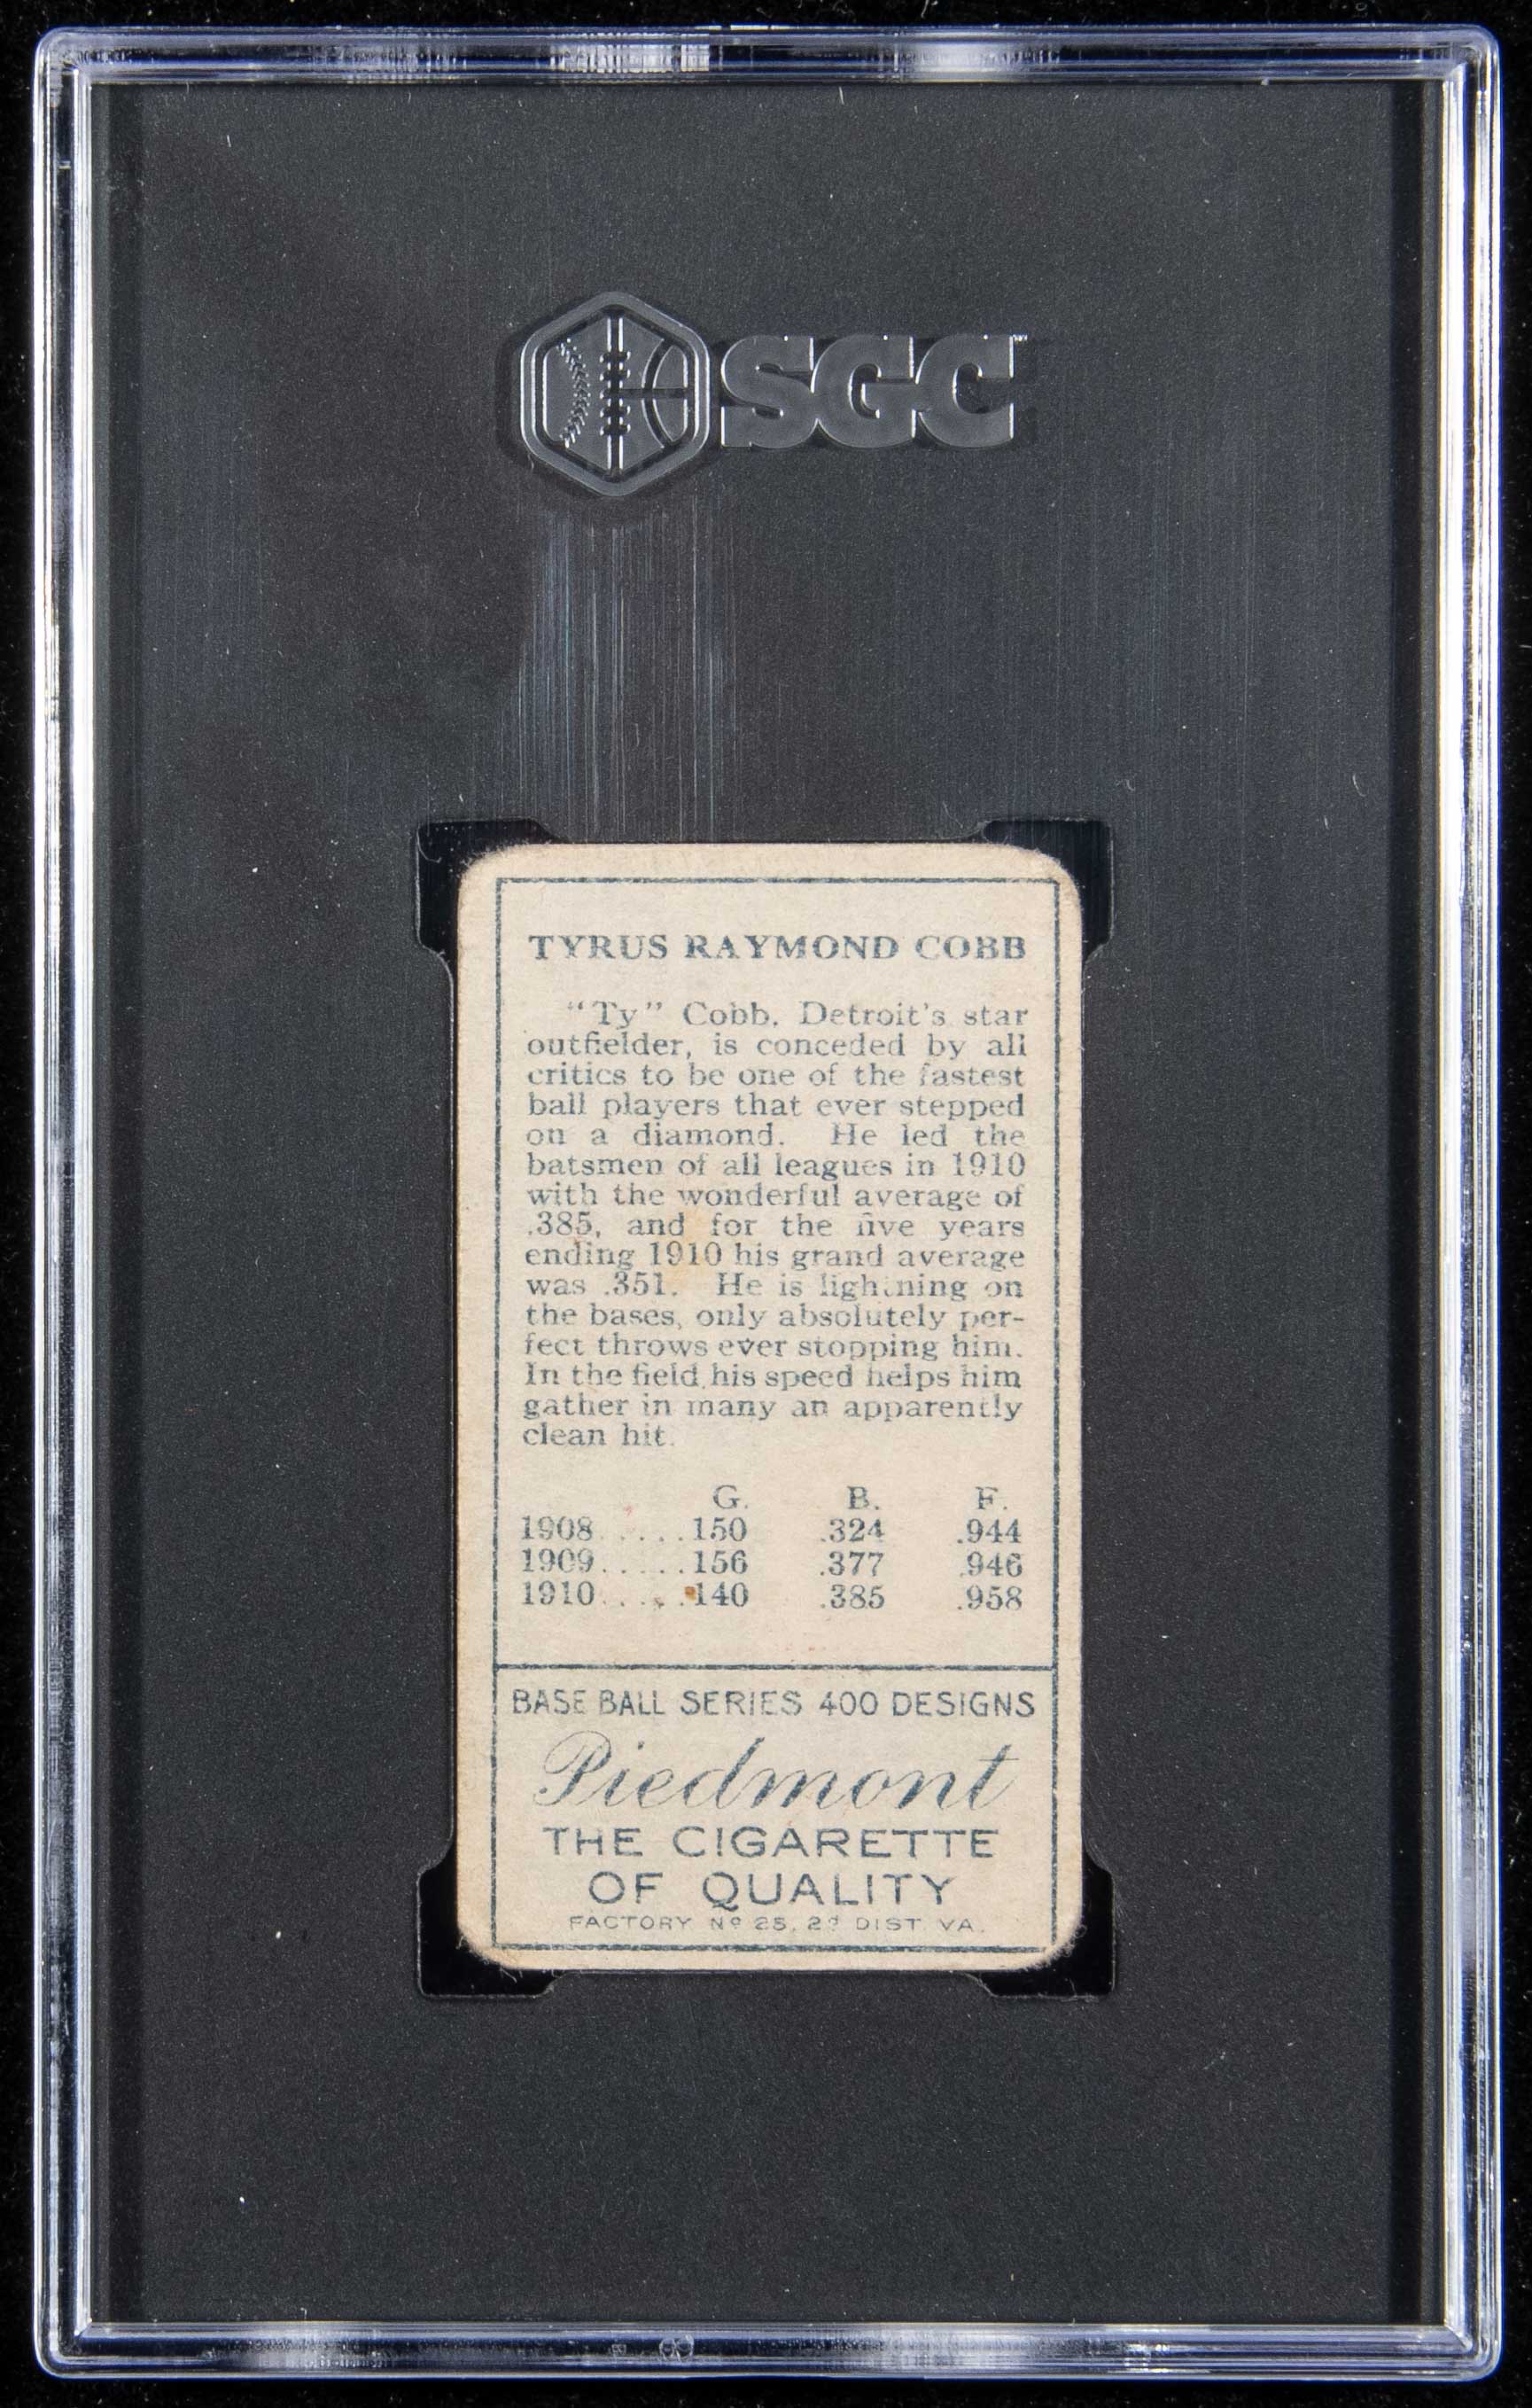 SGC
TYRUS RAYMOND COBB
"Ty" Cobb, Detroit's star
outfielder, is conceded by all
critics to be one of the fastest
ball players that ever stepped
on a diamond. He led the
batsmen of all leagues in 1910
with the wonderful average of
.385, and for the five years
ending 1910 his grand average
was .351. He is lightning on
the bases, only absolutely per-
fect throws ever stopping him.
In the field his speed helps him
gather in many an apparently
clean hit.
G. B. F.
1908.....150 .324 .944
1909.....156 .377 .946
1910.....140 .385 .958
BASE BALL SERIES 400 DESIGNS
Piedmont
THE CIGARETTE
OF QUALITY
FACTORY Nº 25, 2d DIST. VA.